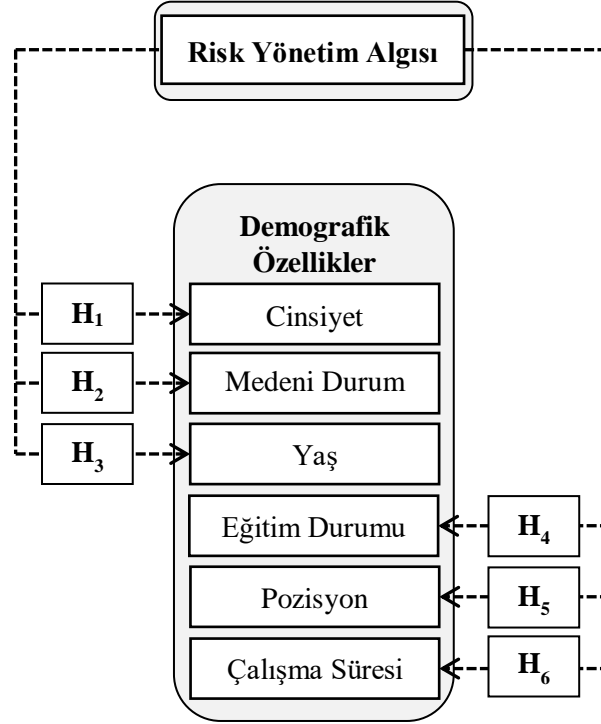 Risk Yönetim Algısı
Demografik
Özellikler
H₁
Cinsiyet
H₂
Medeni Durum
H₃
Yaş
Eğitim Durumu
H₄
Pozisyon
H₅
Çalışma Süresi
H₆